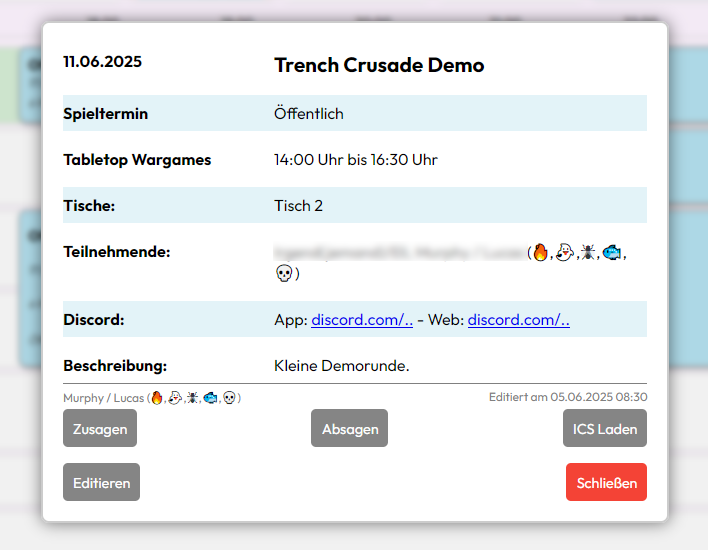 11.06.2025 Trench Crusade Demo
Spieltermin Öffentlich
Tabletop Wargames 14:00 Uhr bis 16:30 Uhr
Tische: Tisch 2
Teilnehmende: (🔥,👻,🕷,🐟,
💀)
Discord: App: discord.com/.. - Web: discord.com/..
Beschreibung: Kleine Demorunde.
Murphy / Lucas (🔥,👻,🕷,🐟,💀) Editiert am 05.06.2025 08:30
Zusagen Absagen ICS Laden
Editieren Schließen